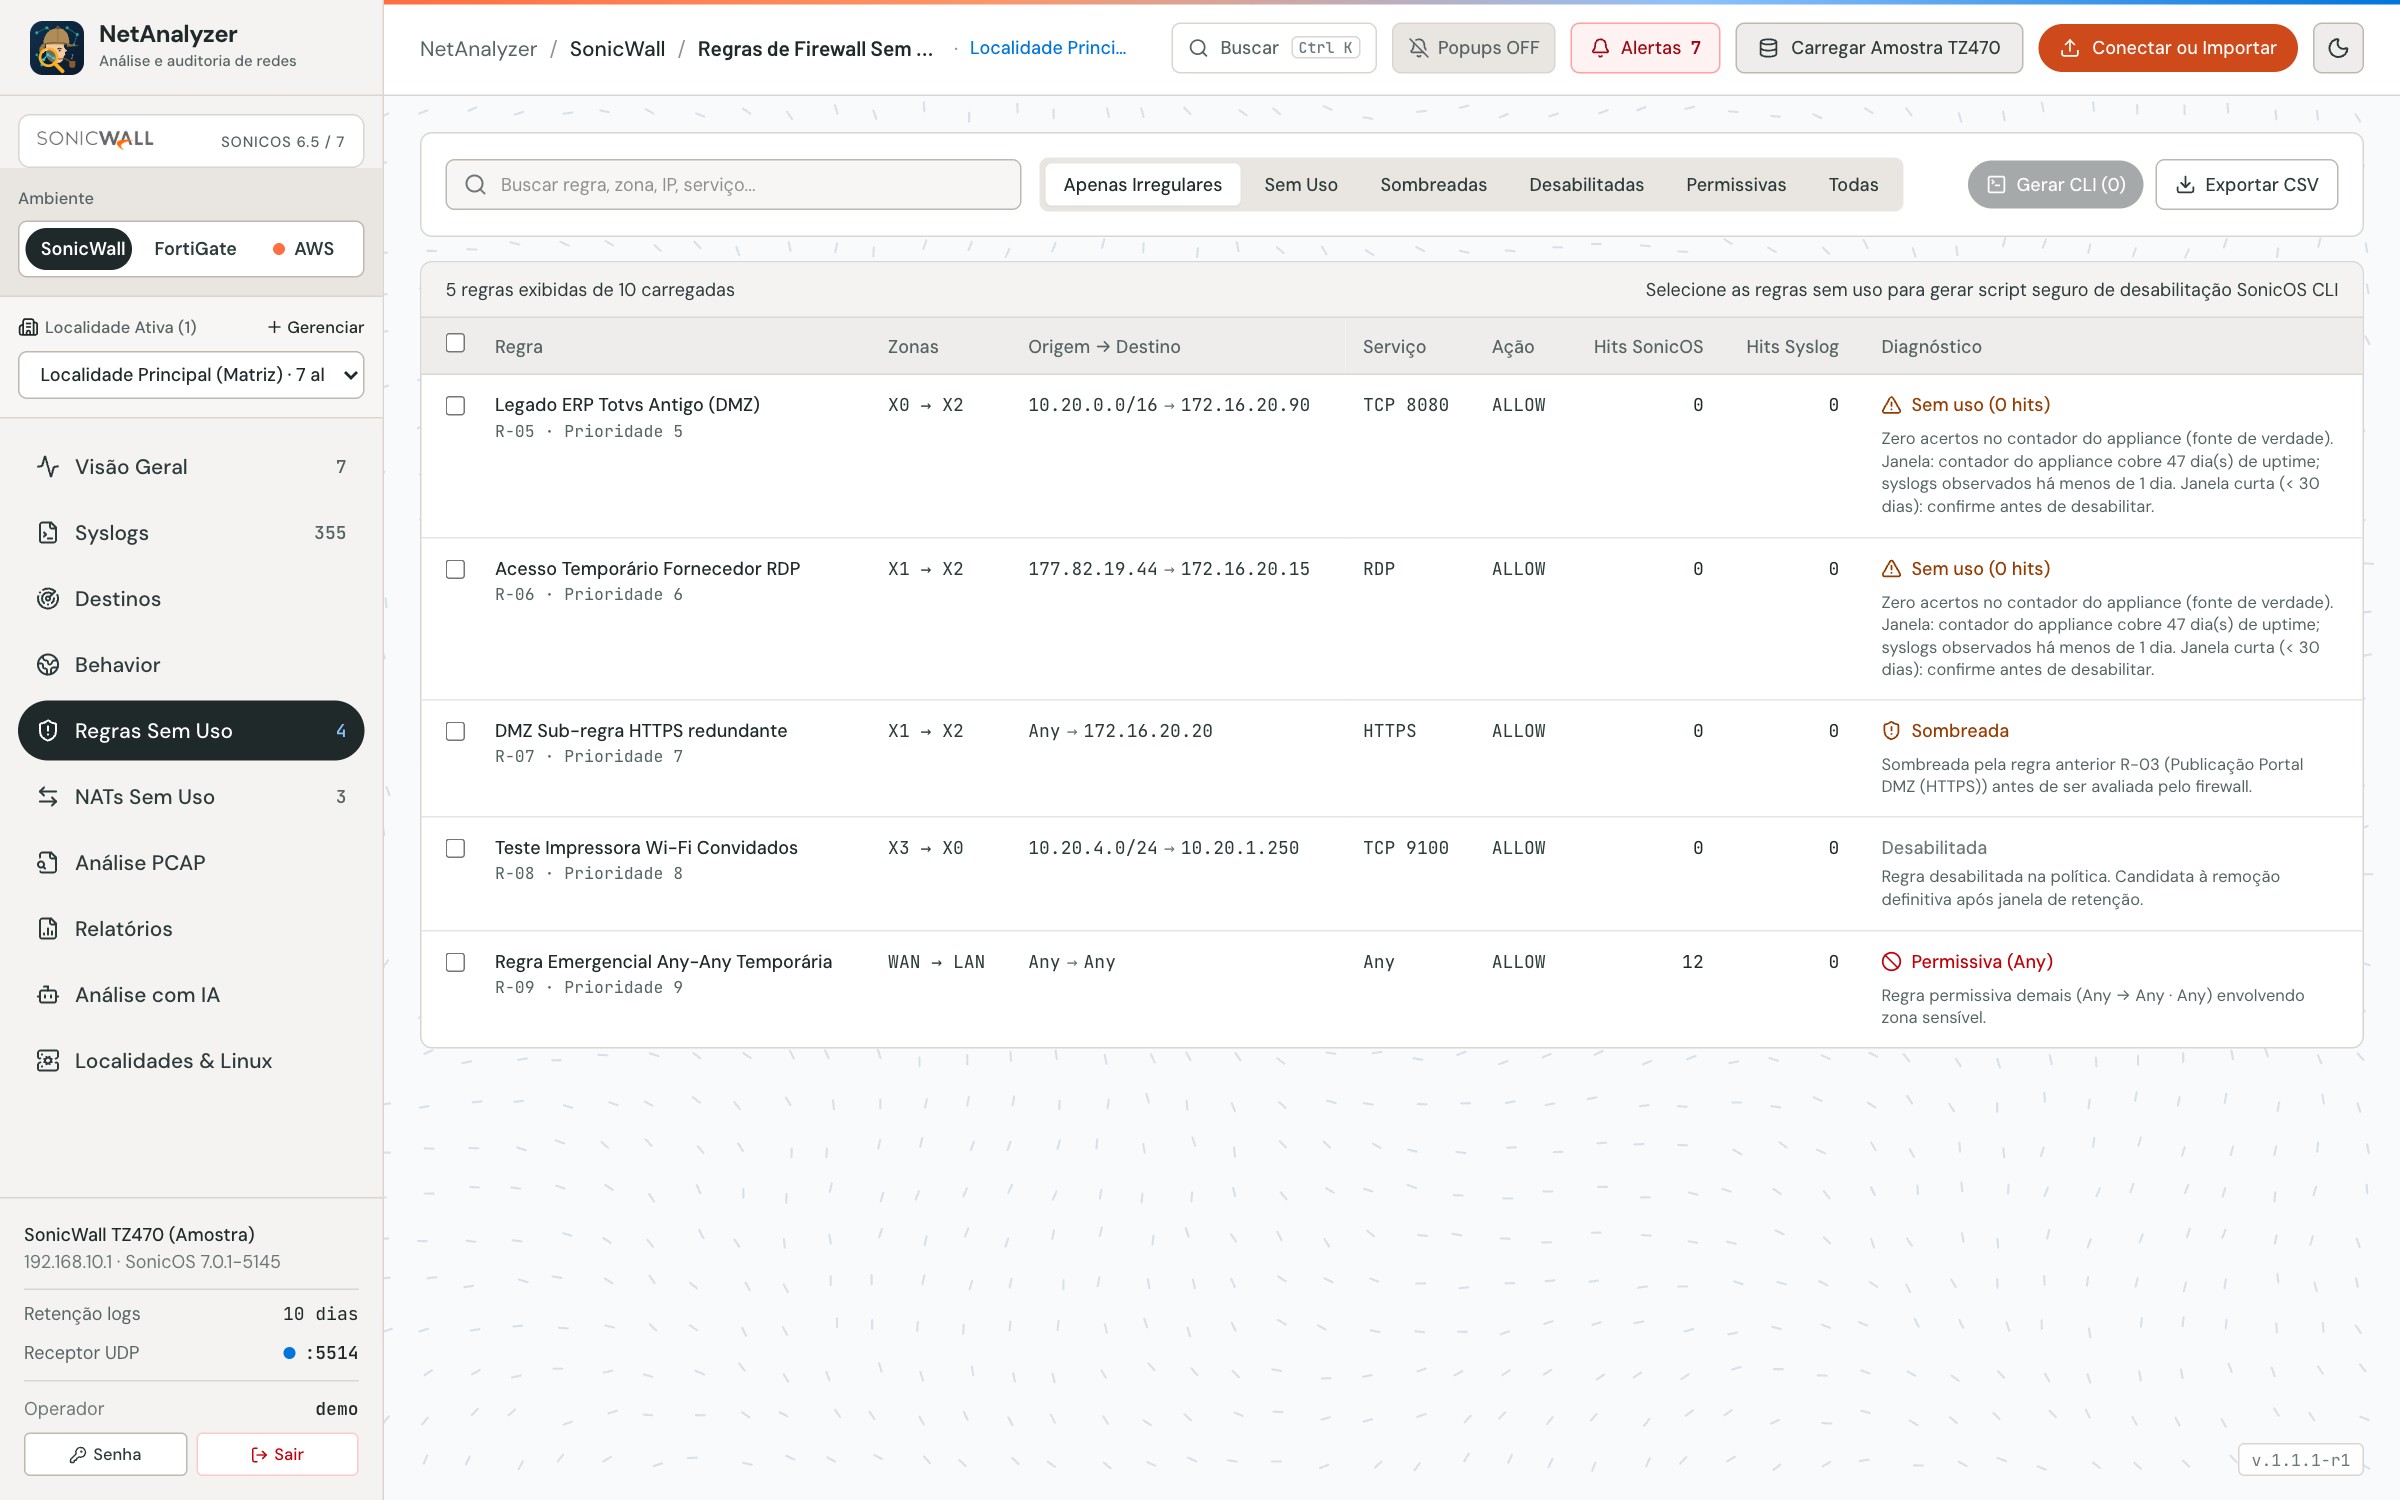 NetAnalyzer
Análise e auditoria de redes
SONICWALL
SONICOS 6.5 / 7
Ambiente
SonicWall
FortiGate
AWS
Localidade Ativa (1)
+ Gerenciar
Localidade Principal (Matriz) · 7 al
Visão Geral 7
Syslogs 355
Destinos
Behavior
Regras Sem Uso 4
NATs Sem Uso 3
Análise PCAP
Relatórios
Análise com IA
Localidades & Linux
SonicWall TZ470 (Amostra)
192.168.10.1 · SonicOS 7.0.1-5145
Retenção logs 10 dias
Receptor UDP :5514
Operador demo
Senha
Sair
NetAnalyzer / SonicWall / Regras de Firewall Sem ... · Localidade Princi...
Buscar Ctrl K
Popups OFF
Alertas 7
Carregar Amostra TZ470
Conectar ou Importar
Buscar regra, zona, IP, serviço...
Apenas Irregulares
Sem Uso
Sombreadas
Desabilitadas
Permissivas
Todas
Gerar CLI (0)
Exportar CSV
5 regras exibidas de 10 carregadas
Selecione as regras sem uso para gerar script seguro de desabilitação SonicOS CLI
Regra Zonas Origem → Destino Serviço Ação Hits SonicOS Hits Syslog Diagnóstico
Legado ERP Totvs Antigo (DMZ) X0 → X2 10.20.0.0/16 → 172.16.20.90 TCP 8080 ALLOW 0 0 Sem uso (0 hits)
R-05 · Prioridade 5
Zero acertos no contador do appliance (fonte de verdade).
Janela: contador do appliance cobre 47 dia(s) de uptime;
syslogs observados há menos de 1 dia. Janela curta (< 30
dias): confirme antes de desabilitar.
Acesso Temporário Fornecedor RDP X1 → X2 177.82.19.44 → 172.16.20.15 RDP ALLOW 0 0 Sem uso (0 hits)
R-06 · Prioridade 6
Zero acertos no contador do appliance (fonte de verdade).
Janela: contador do appliance cobre 47 dia(s) de uptime;
syslogs observados há menos de 1 dia. Janela curta (< 30
dias): confirme antes de desabilitar.
DMZ Sub-regra HTTPS redundante X1 → X2 Any → 172.16.20.20 HTTPS ALLOW 0 0 Sombreada
R-07 · Prioridade 7
Sombreada pela regra anterior R-03 (Publicação Portal
DMZ (HTTPS)) antes de ser avaliada pelo firewall.
Teste Impressora Wi-Fi Convidados X3 → X0 10.20.4.0/24 → 10.20.1.250 TCP 9100 ALLOW 0 0 Desabilitada
R-08 · Prioridade 8
Regra desabilitada na política. Candidata à remoção
definitiva após janela de retenção.
Regra Emergencial Any-Any Temporária WAN → LAN Any → Any Any ALLOW 12 0 Permissiva (Any)
R-09 · Prioridade 9
Regra permissiva demais (Any → Any · Any) envolvendo
zona sensível.
v.1.1.1-r1